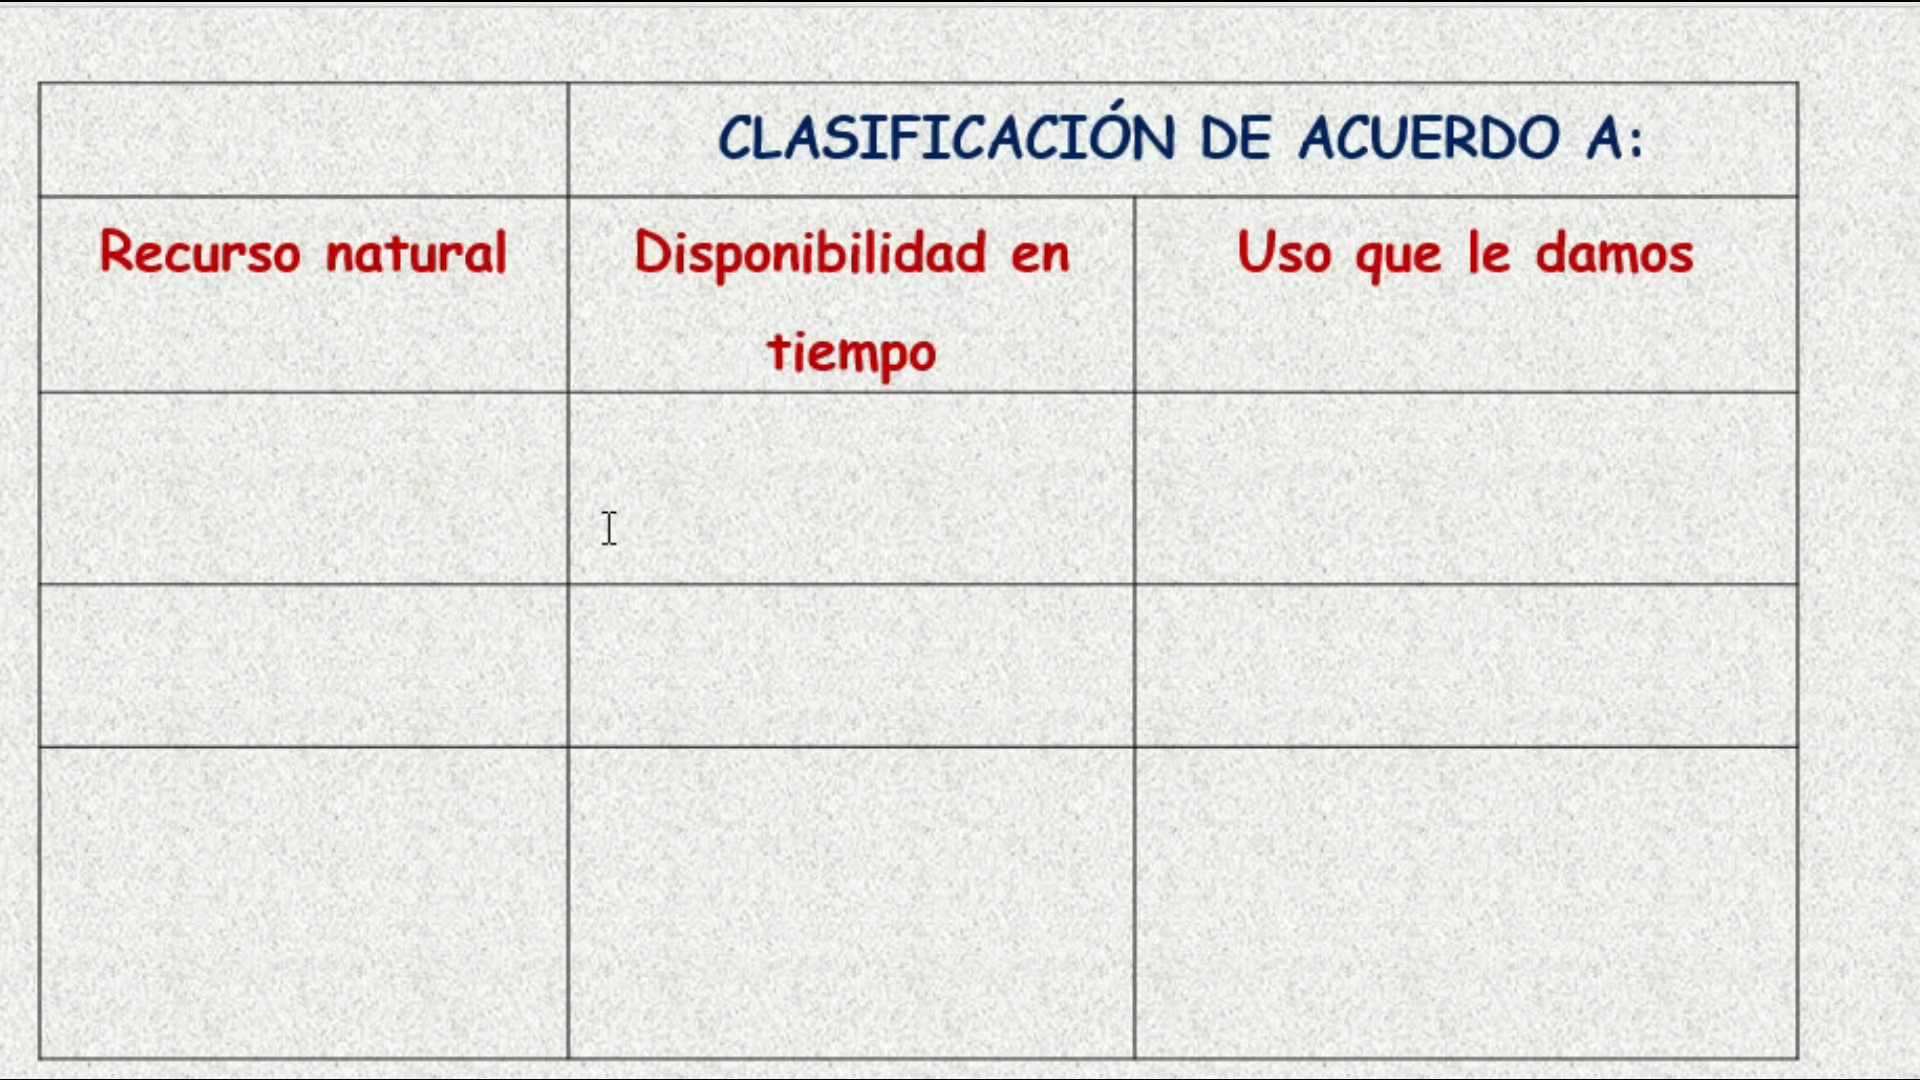 CLASIFICACIÓN DE ACUERDO A:
Recurso natural
Disponibilidad en
tiempo
Uso que le damos